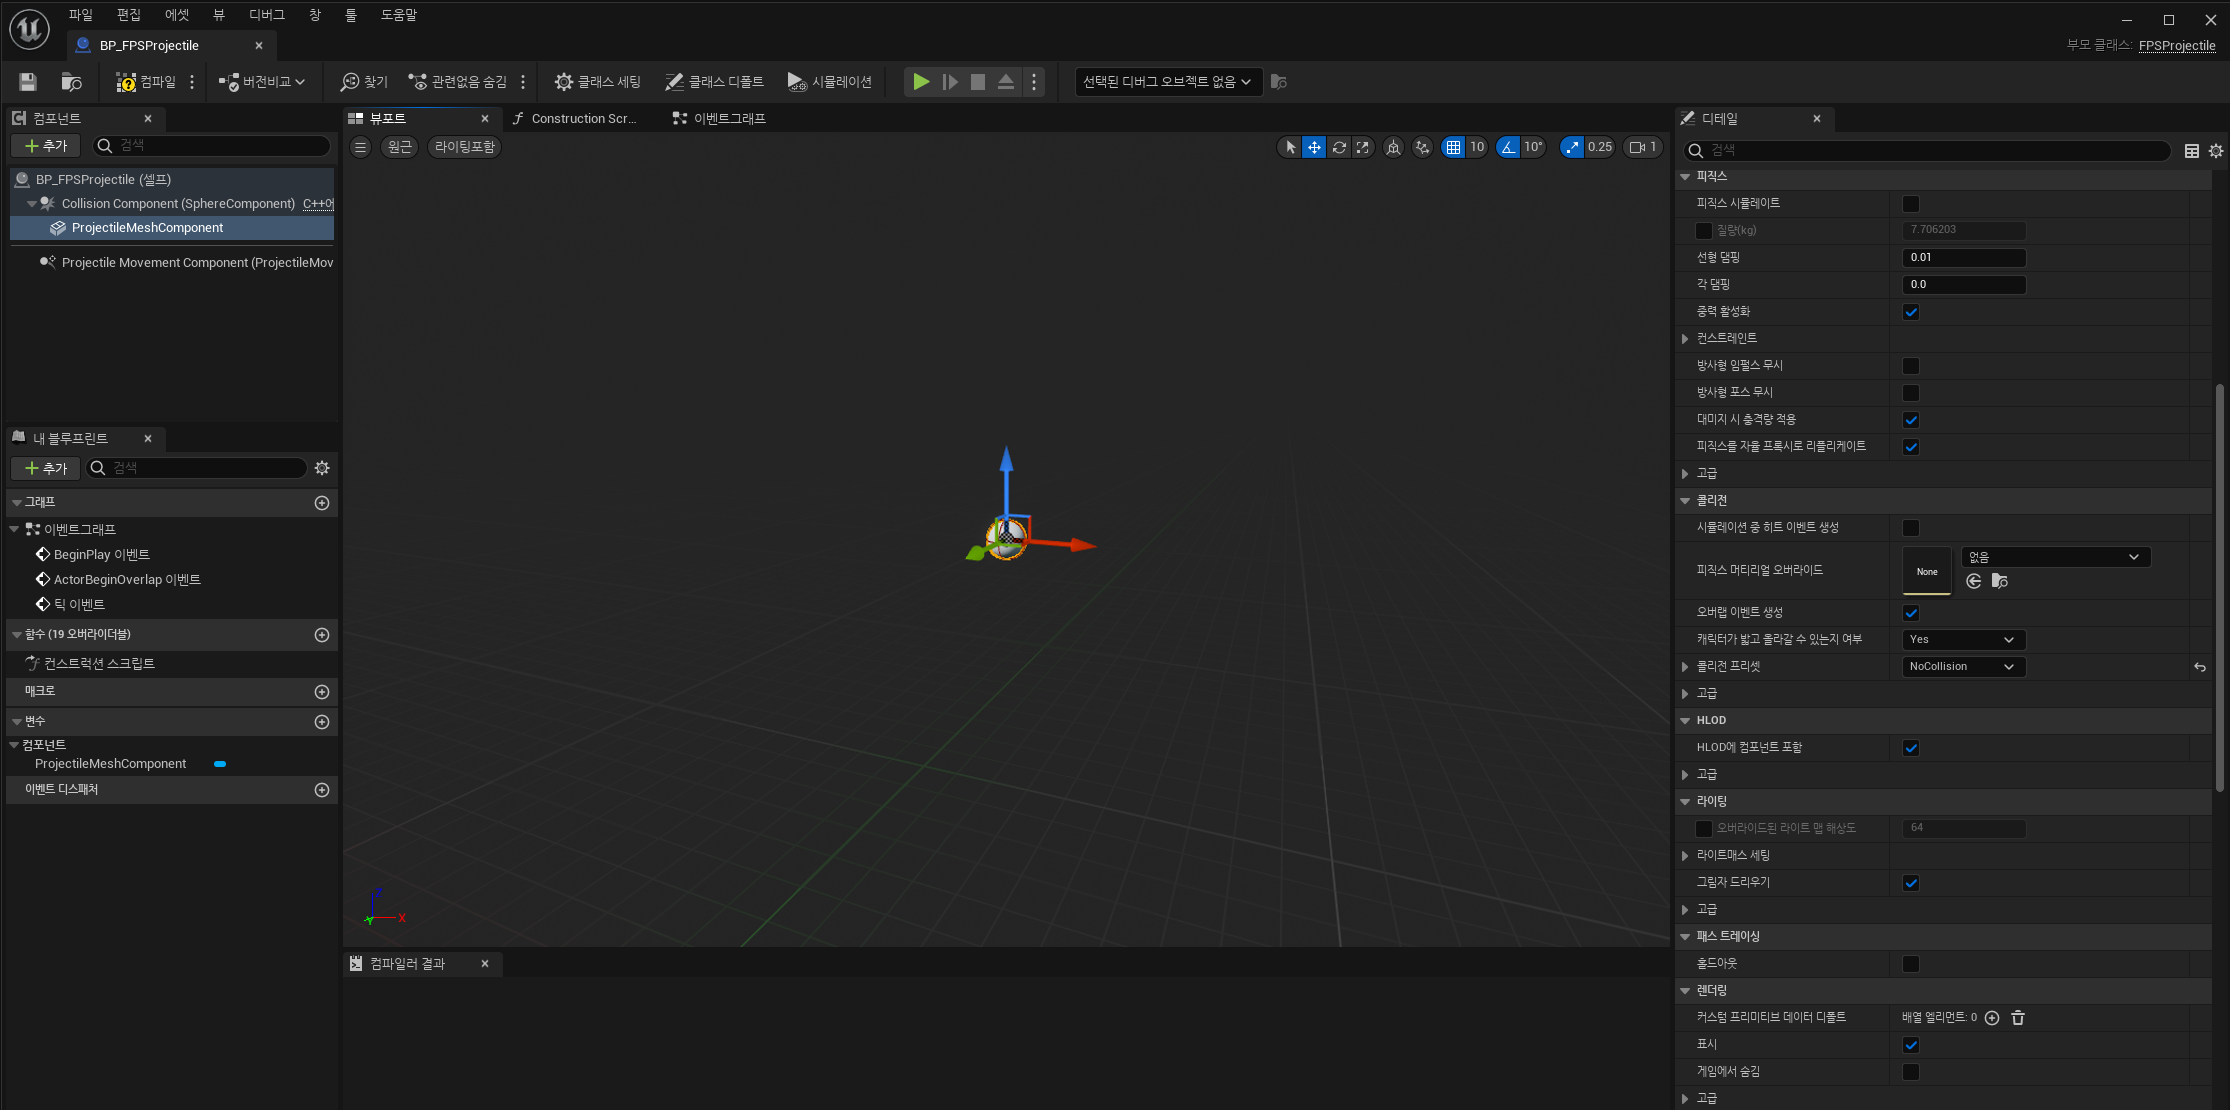 파일 편집 에셋 뷰 디버그 창 툴 도움말
BP_FPSProjectile
부모 클래스: FPSProjectile
컴파일 버전비교 찾기 관련없음 숨김 클래스 세팅 클래스 디폴트 시뮬레이션 선택된 디버그 오브젝트 없음
컴포넌트
추가 검색
BP_FPSProjectile (셀프)
Collision Component (SphereComponent) C++에
ProjectileMeshComponent
Projectile Movement Component (ProjectileMov
내 블루프린트
추가 검색
그래프
이벤트그래프
BeginPlay 이벤트
ActorBeginOverlap 이벤트
틱 이벤트
함수 (19 오버라이더블)
컨스트럭션 스크립트
매크로
변수
컴포넌트
ProjectileMeshComponent
이벤트 디스패처
뷰포트 Construction Scr... 이벤트그래프
원근 라이팅포함 10 10° 0.25 1
Z
X
Y
컴파일러 결과
디테일
검색
피직스
피직스 시뮬레이트
질량(kg) 7.706203
선형 댐핑 0.01
각 댐핑 0.0
중력 활성화
컨스트레인트
방사형 임펄스 무시
방사형 포스 무시
대미지 시 충격량 적용
피직스를 자율 프록시로 리플리케이트
고급
콜리전
시뮬레이션 중 히트 이벤트 생성
피직스 머티리얼 오버라이드 None 없음
오버랩 이벤트 생성
캐릭터가 밟고 올라갈 수 있는지 여부 Yes
콜리전 프리셋 NoCollision
고급
HLOD
HLOD에 컴포넌트 포함
고급
라이팅
오버라이드된 라이트 맵 해상도 64
라이트매스 세팅
그림자 드리우기
고급
패스 트레이싱
홀드아웃
렌더링
커스텀 프리미티브 데이터 디폴트 배열 엘리먼트: 0
표시
게임에서 숨김
고급